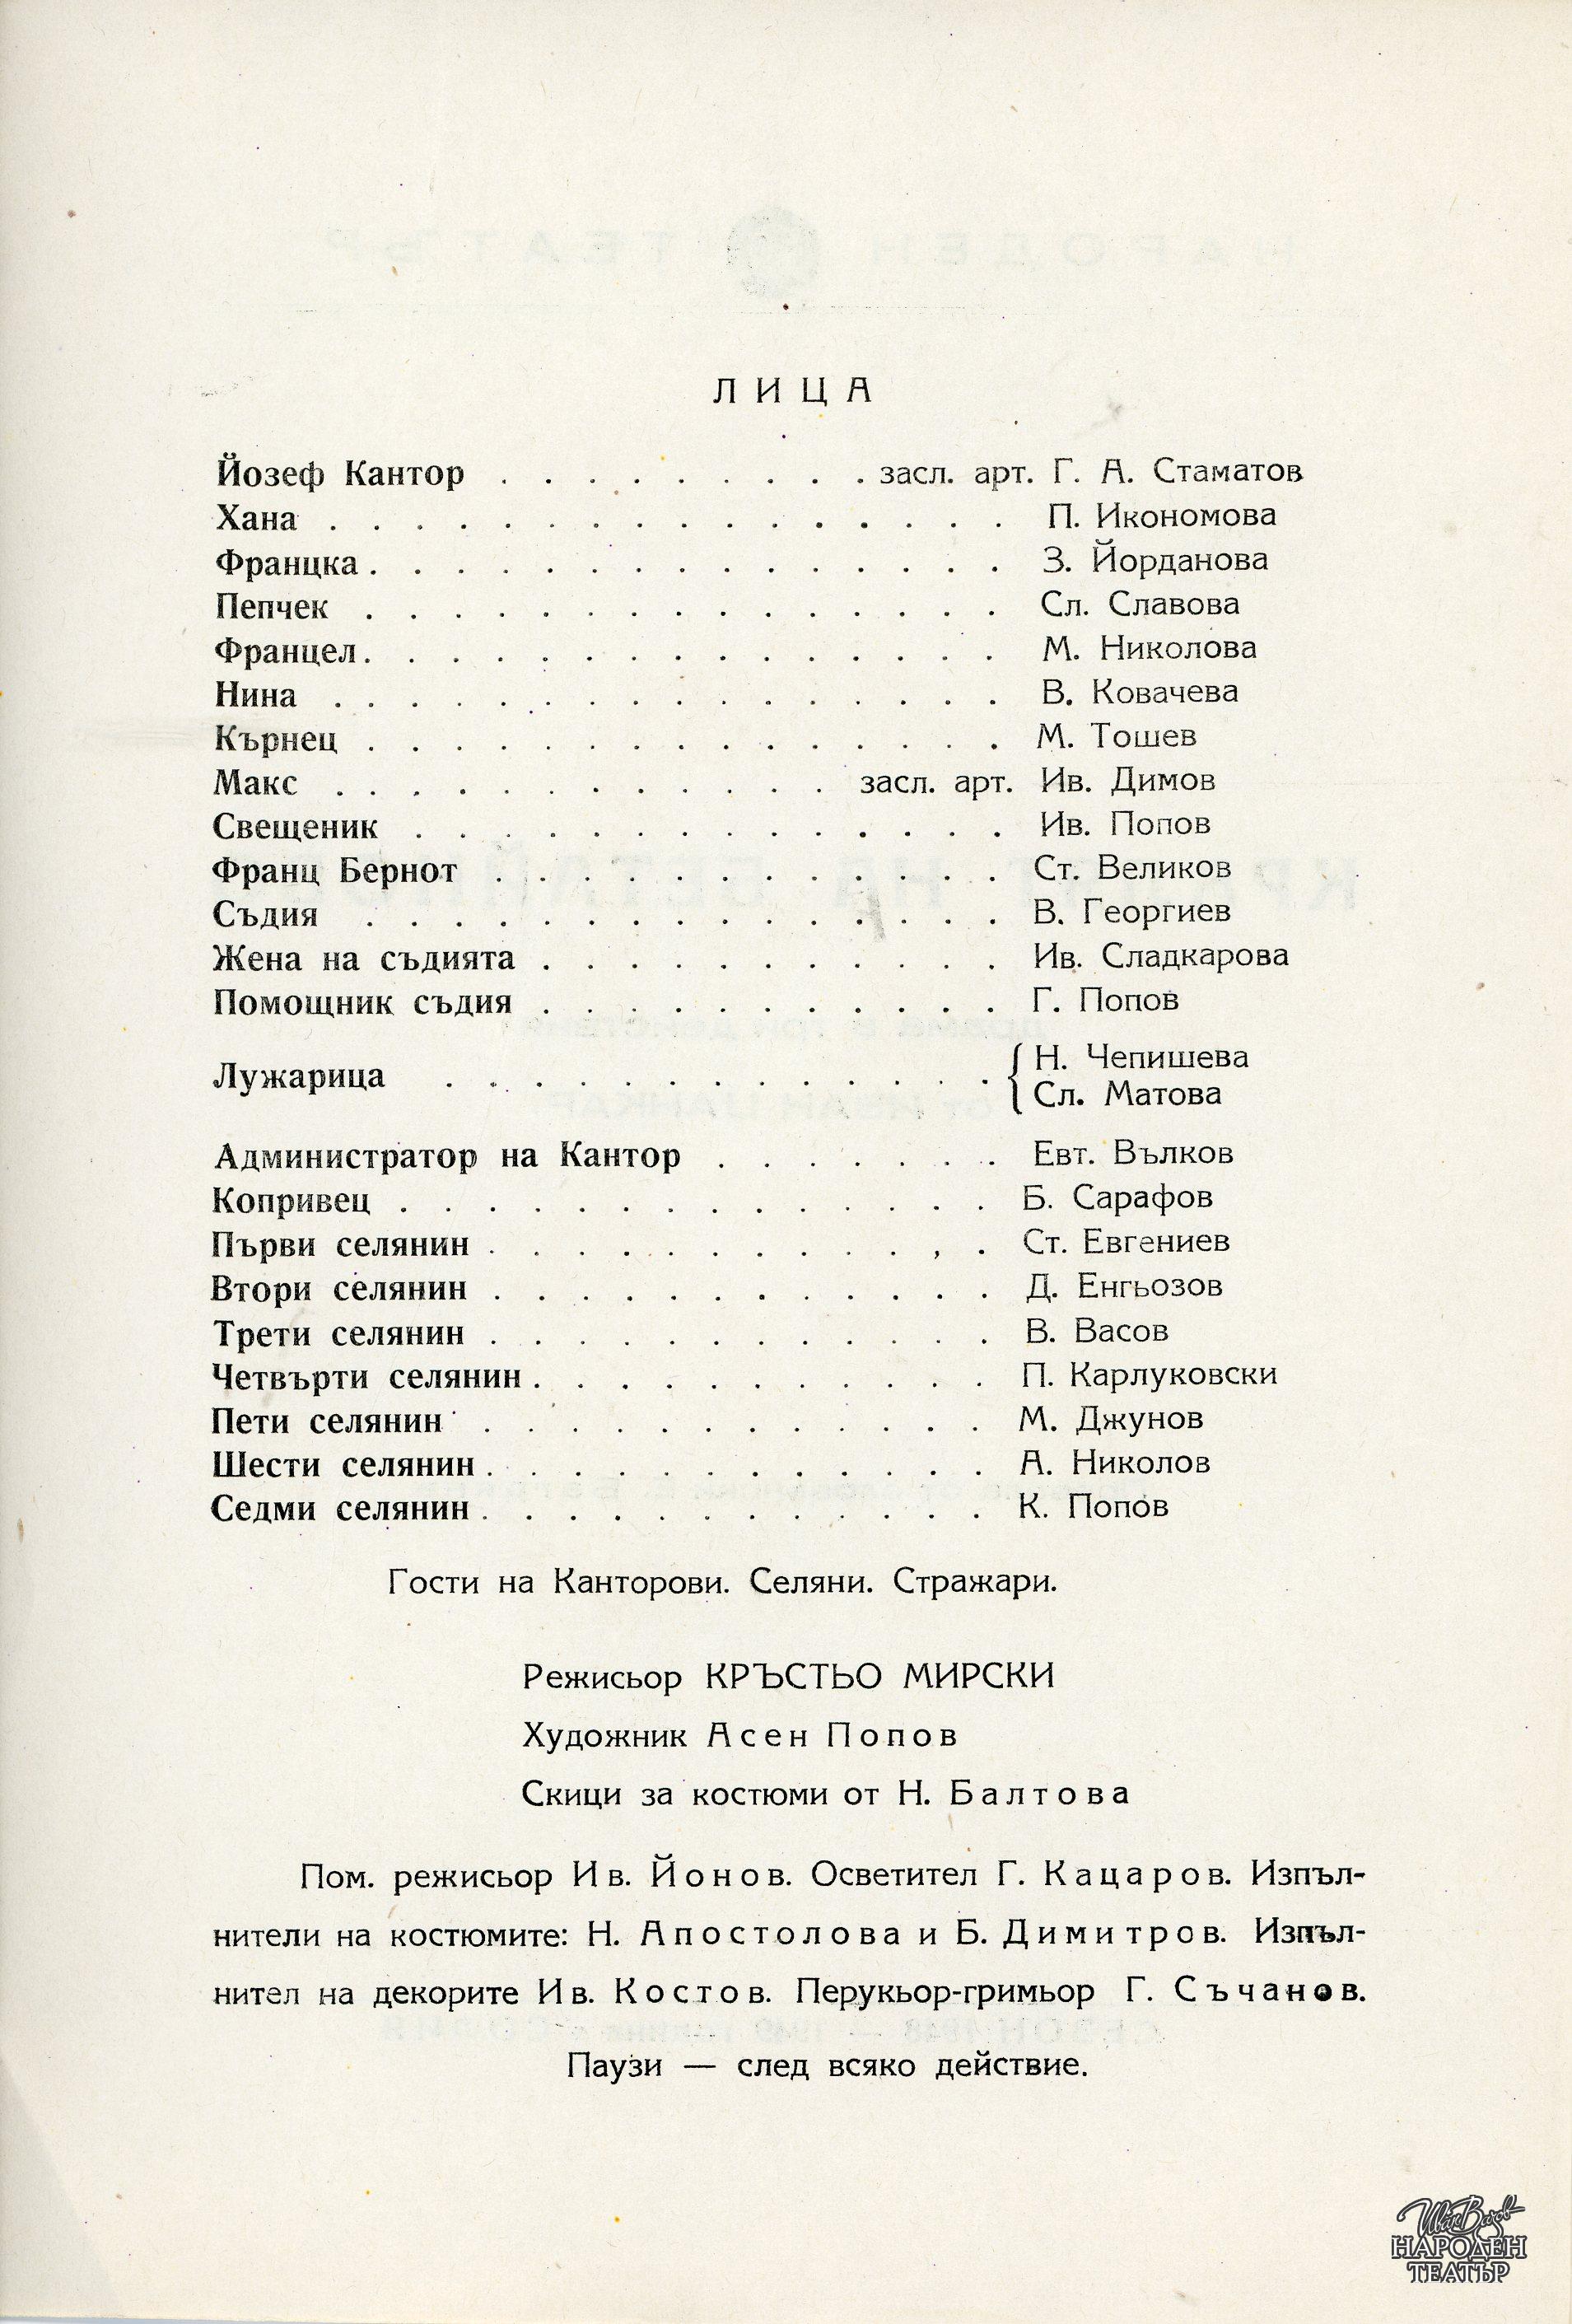 ЛИЦА
Йозеф Кантор . . . . . . . . . засл. арт. Г. А. Стаматов
Хана . . . . . . . . . . . . . . . . П. Икономова
Францка . . . . . . . . . . . . . . . З. Йорданова
Пепчек . . . . . . . . . . . . . . . Сл. Славова
Францел . . . . . . . . . . . . . . . М. Николова
Нина . . . . . . . . . . . . . . . . В. Ковачева
Кърнец . . . . . . . . . . . . . . . М. Тошев
Макс . . . . . . . . . . . . засл. арт. Ив. Димов
Свещеник . . . . . . . . . . . . . . Ив. Попов
Франц Бернот . . . . . . . . . . . . Ст. Великов
Съдия . . . . . . . . . . . . . . . В. Георгиев
Жена на съдията . . . . . . . . . . . Ив. Сладкарова
Помощник съдия . . . . . . . . . . . Г. Попов
Лужарица . . . . . . . . . . . . . { Н. Чепишева
Сл. Матова
Администратор на Кантор . . . . . . . Евт. Вълков
Копривец . . . . . . . . . . . . . . Б. Сарафов
Първи селянин . . . . . . . . . . , . Ст. Евгениев
Втори селянин . . . . . . . . . . . . Д. Енгьозов
Трети селянин . . . . . . . . . . . . В. Васов
Четвърти селянин . . . . . . . . . . . П. Карлуковски
Пети селянин . . . . . . . . . . . . М. Джунов
Шести селянин . . . . . . . . . . . . А. Николов
Седми селянин . . . . . . . . . . . . К. Попов
Гости на Канторови. Селяни. Стражари.
Режисьор КРЪСТЬО МИРСКИ
Художник Асен Попов
Скици за костюми от Н. Балтова
Пом. режисьор Ив. Йонов. Осветител Г. Кацаров. Изпъл-
нители на костюмите: Н. Апостолова и Б. Димитров. Изпъл-
нител на декорите Ив. Костов. Перукьор-гримьор Г. Съчанов.
Паузи — след всяко действие.
Иван Вазов
НАРОДЕН
ТЕАТЪР